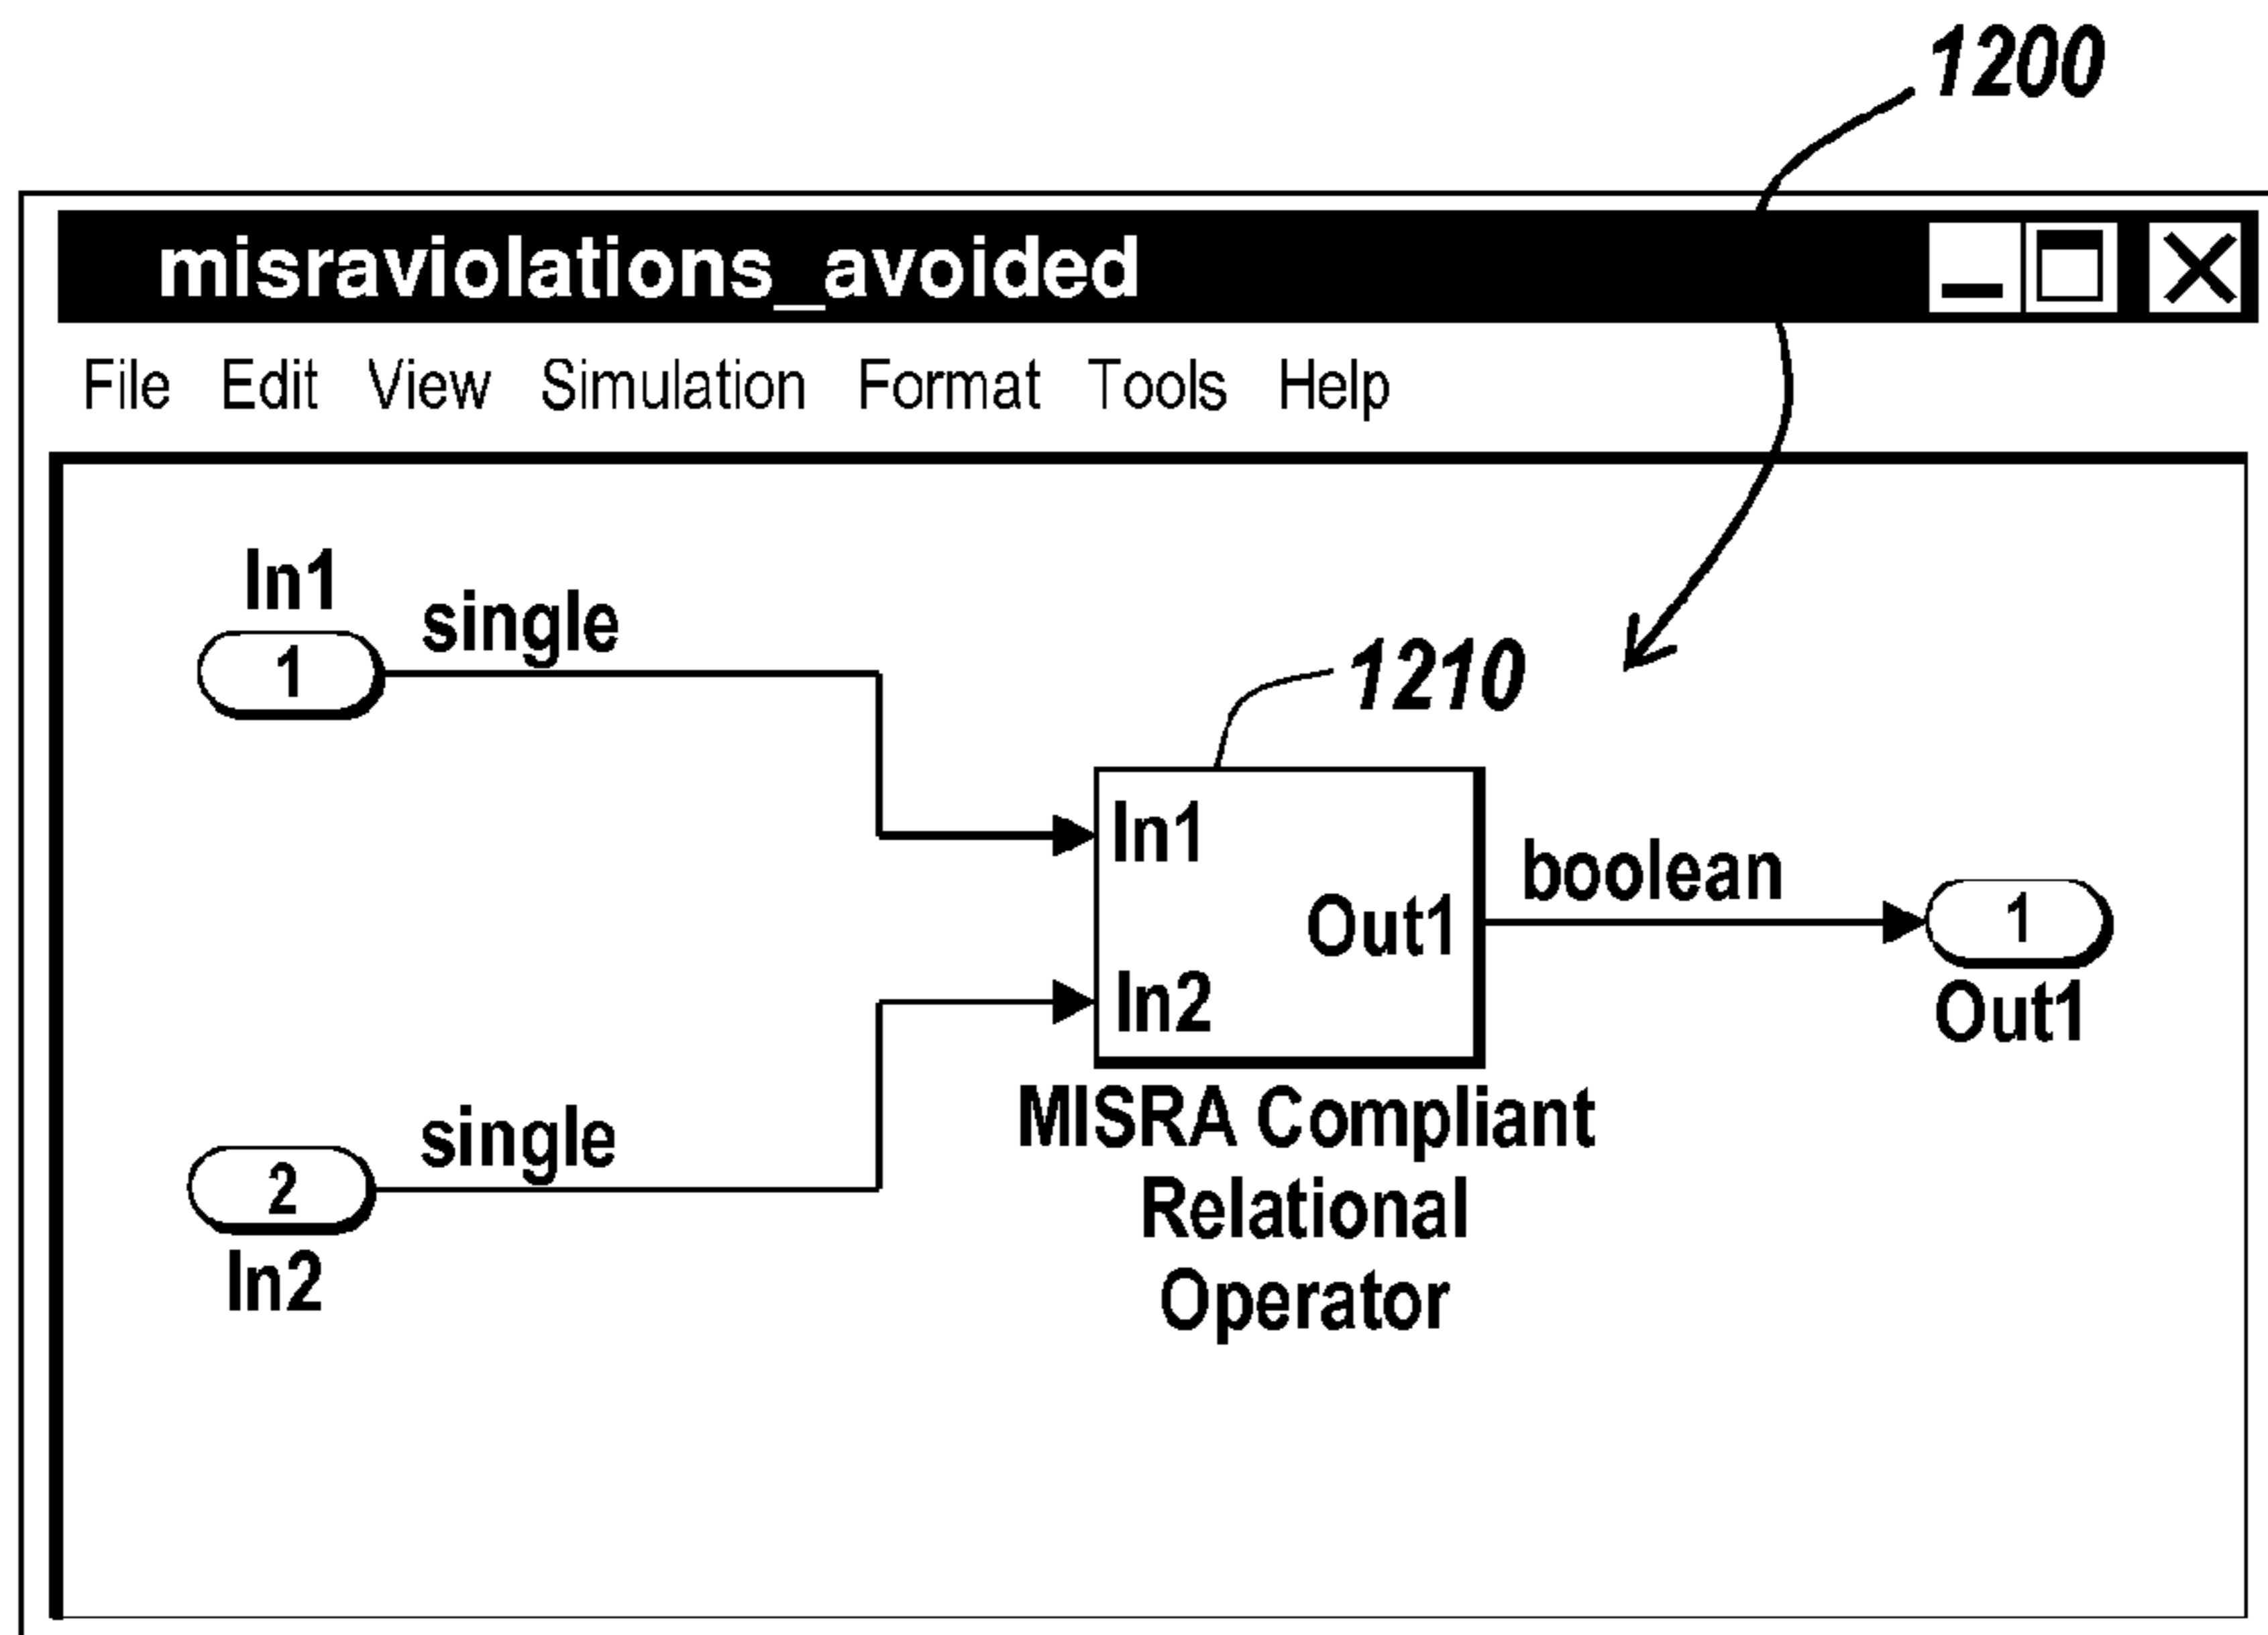 1200
misraviolations_avoided
File Edit View Simulation Format Tools Help
In1
single
1
1210
In1
boolean
Out1
1
In2
Out1
single
2
In2
MISRA Compliant
Relational
Operator